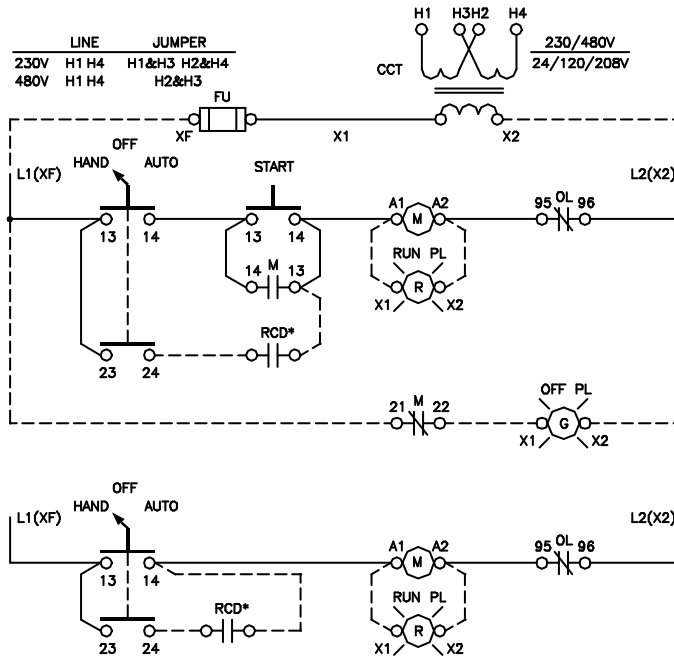 H1 H3 H2 H4
LINE JUMPER
230V H1 H4 H1&H3 H2&H4
480V H1 H4 H2&H3
CCT
230/480V
24/120/208V
FU
XF X1 X2
OFF
HAND AUTO
START
L1(XF) L2(X2)
13 14 13 14 A1 M A2 95 OL 96
14 M 13
RUN PL
R
X1 X2
RCD*
23 24
21 M 22
OFF PL
G
X1 X2
OFF
HAND AUTO
L1(XF) L2(X2)
13 14 A1 M A2 95 OL 96
RUN PL
RCD*
R
23 24 X1 X2